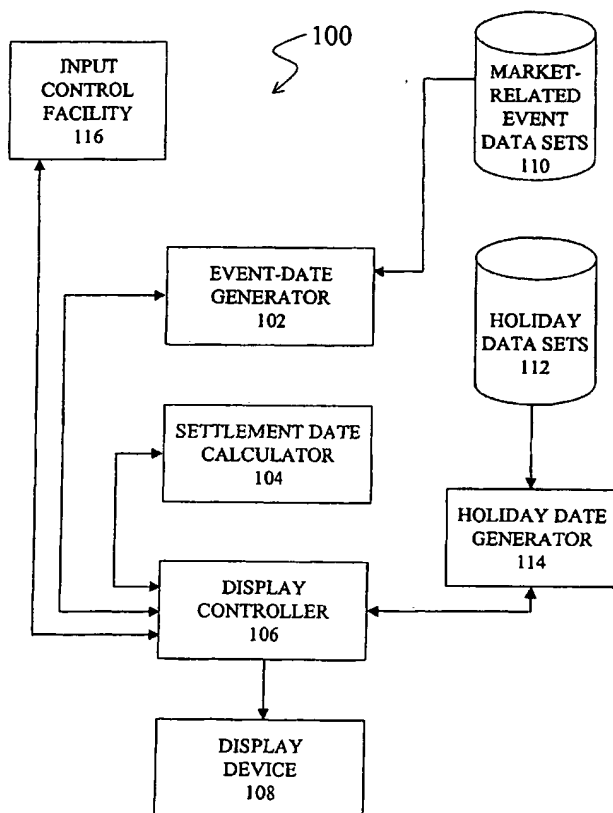 100
INPUT
CONTROL
FACILITY
116
MARKET-
RELATED
EVENT
DATA SETS
110
EVENT-DATE
GENERATOR
102
HOLIDAY
DATA SETS
112
SETTLEMENT DATE
CALCULATOR
104
HOLIDAY DATE
GENERATOR
114
DISPLAY
CONTROLLER
106
DISPLAY
DEVICE
108